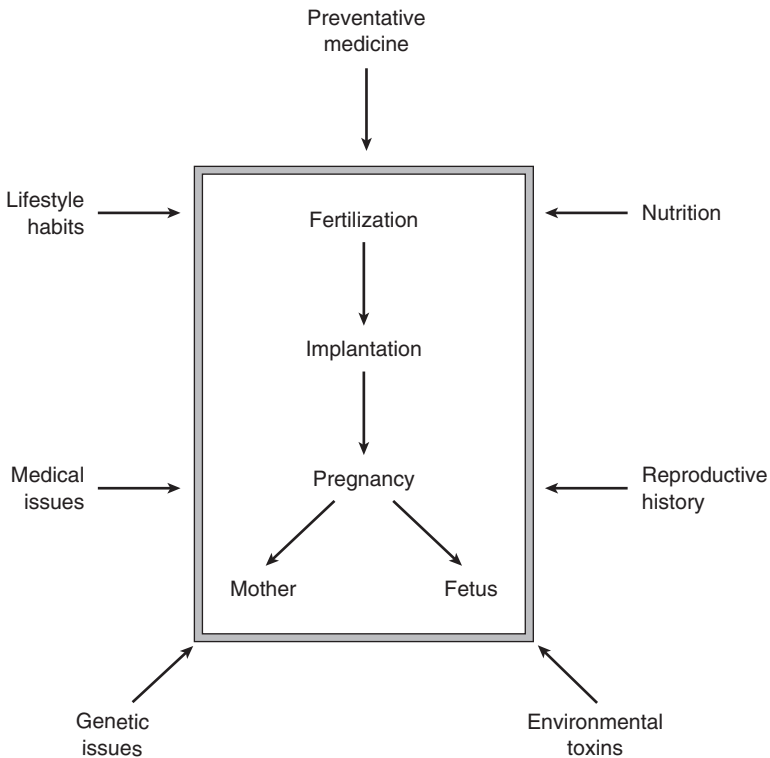 Preventative
medicine
Lifestyle
habits
Fertilization
Nutrition
Implantation
Medical
issues
Pregnancy
Reproductive
history
Mother
Fetus
Genetic
issues
Environmental
toxins